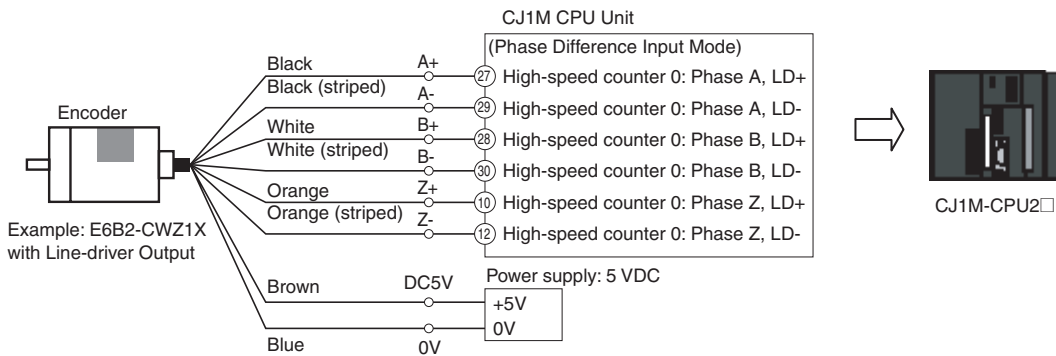 CJ1M CPU Unit
(Phase Difference Input Mode)
Black A+ 27 High-speed counter 0: Phase A, LD+
Black (striped) A- 29 High-speed counter 0: Phase A, LD-
Encoder
White B+ 28 High-speed counter 0: Phase B, LD+
White (striped) B- 30 High-speed counter 0: Phase B, LD-
Orange Z+ 10 High-speed counter 0: Phase Z, LD+
Orange (striped) Z- 12 High-speed counter 0: Phase Z, LD-
Example: E6B2-CWZ1X
with Line-driver Output
CJ1M-CPU2□
Power supply: 5 VDC
Brown DC5V +5V
Blue 0V 0V